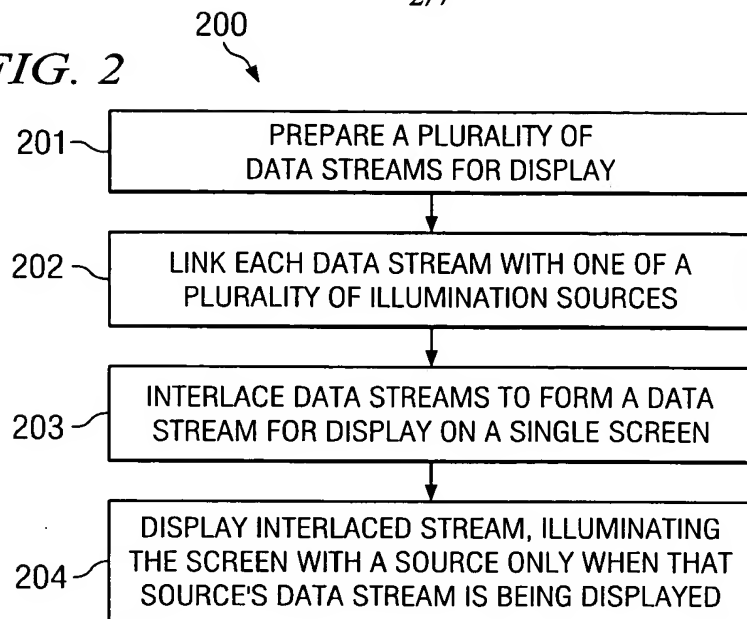 2/7
200
FIG. 2
201
PREPARE A PLURALITY OF
DATA STREAMS FOR DISPLAY
202
LINK EACH DATA STREAM WITH ONE OF A
PLURALITY OF ILLUMINATION SOURCES
203
INTERLACE DATA STREAMS TO FORM A DATA
STREAM FOR DISPLAY ON A SINGLE SCREEN
204
DISPLAY INTERLACED STREAM, ILLUMINATING
THE SCREEN WITH A SOURCE ONLY WHEN THAT
SOURCE'S DATA STREAM IS BEING DISPLAYED